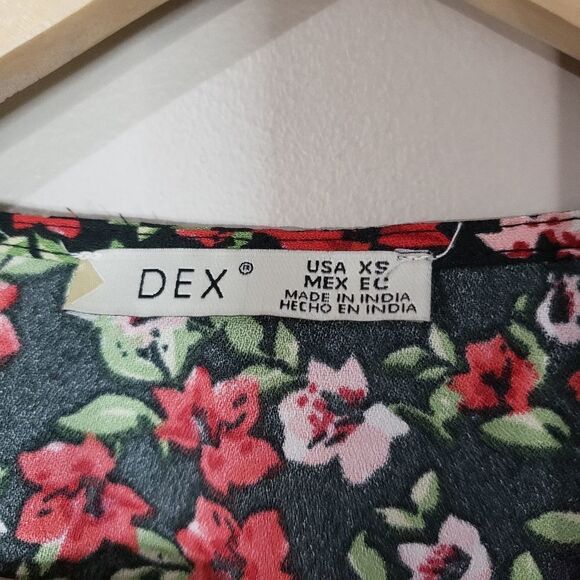 DEX®
USA XS
MEX EC
MADE IN INDIA
HECHO EN INDIA